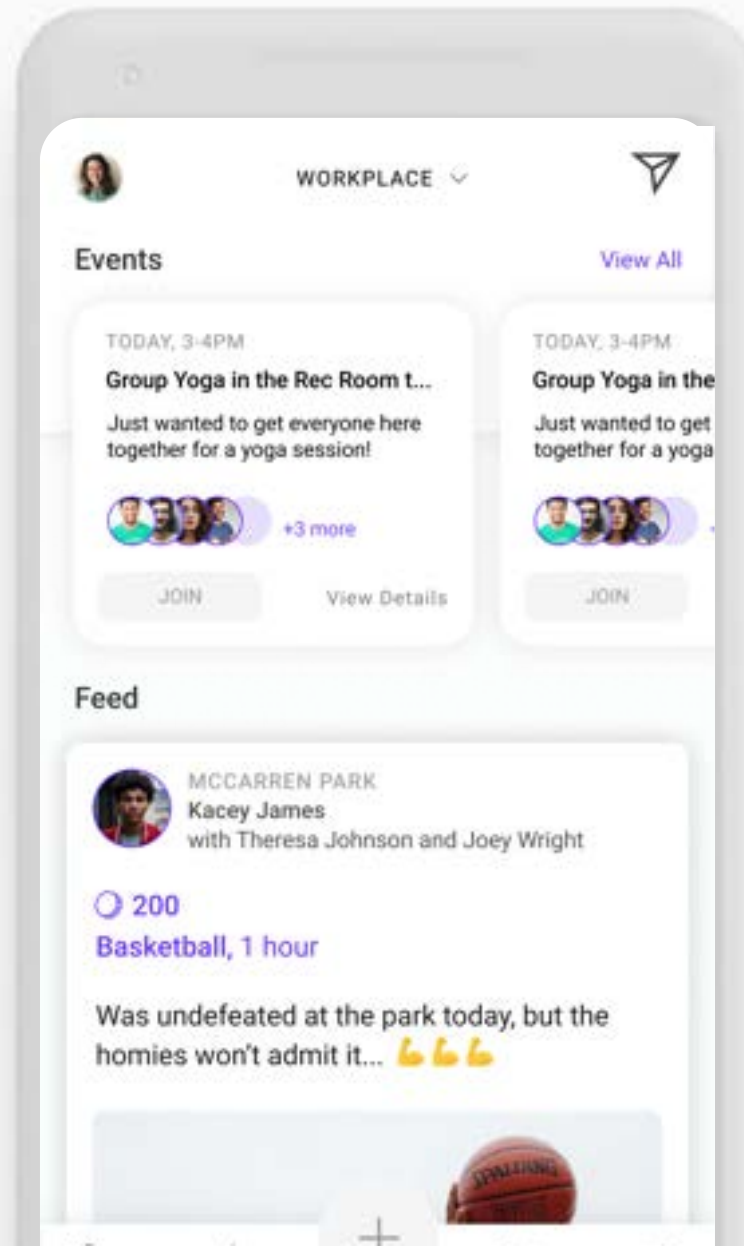 WORKPLACE
Events
View All
TODAY, 3-4PM
Group Yoga in the Rec Room t...
Just wanted to get everyone here
together for a yoga session!
+3 more
JOIN
View Details
TODAY, 3-4PM
Group Yoga in the
Just wanted to get
together for a yoga
JOIN
Feed
MCCARREN PARK
Kacey James
with Theresa Johnson and Joey Wright
200
Basketball, 1 hour
Was undefeated at the park today, but the
homies won't admit it... 💪💪💪
SPALDING